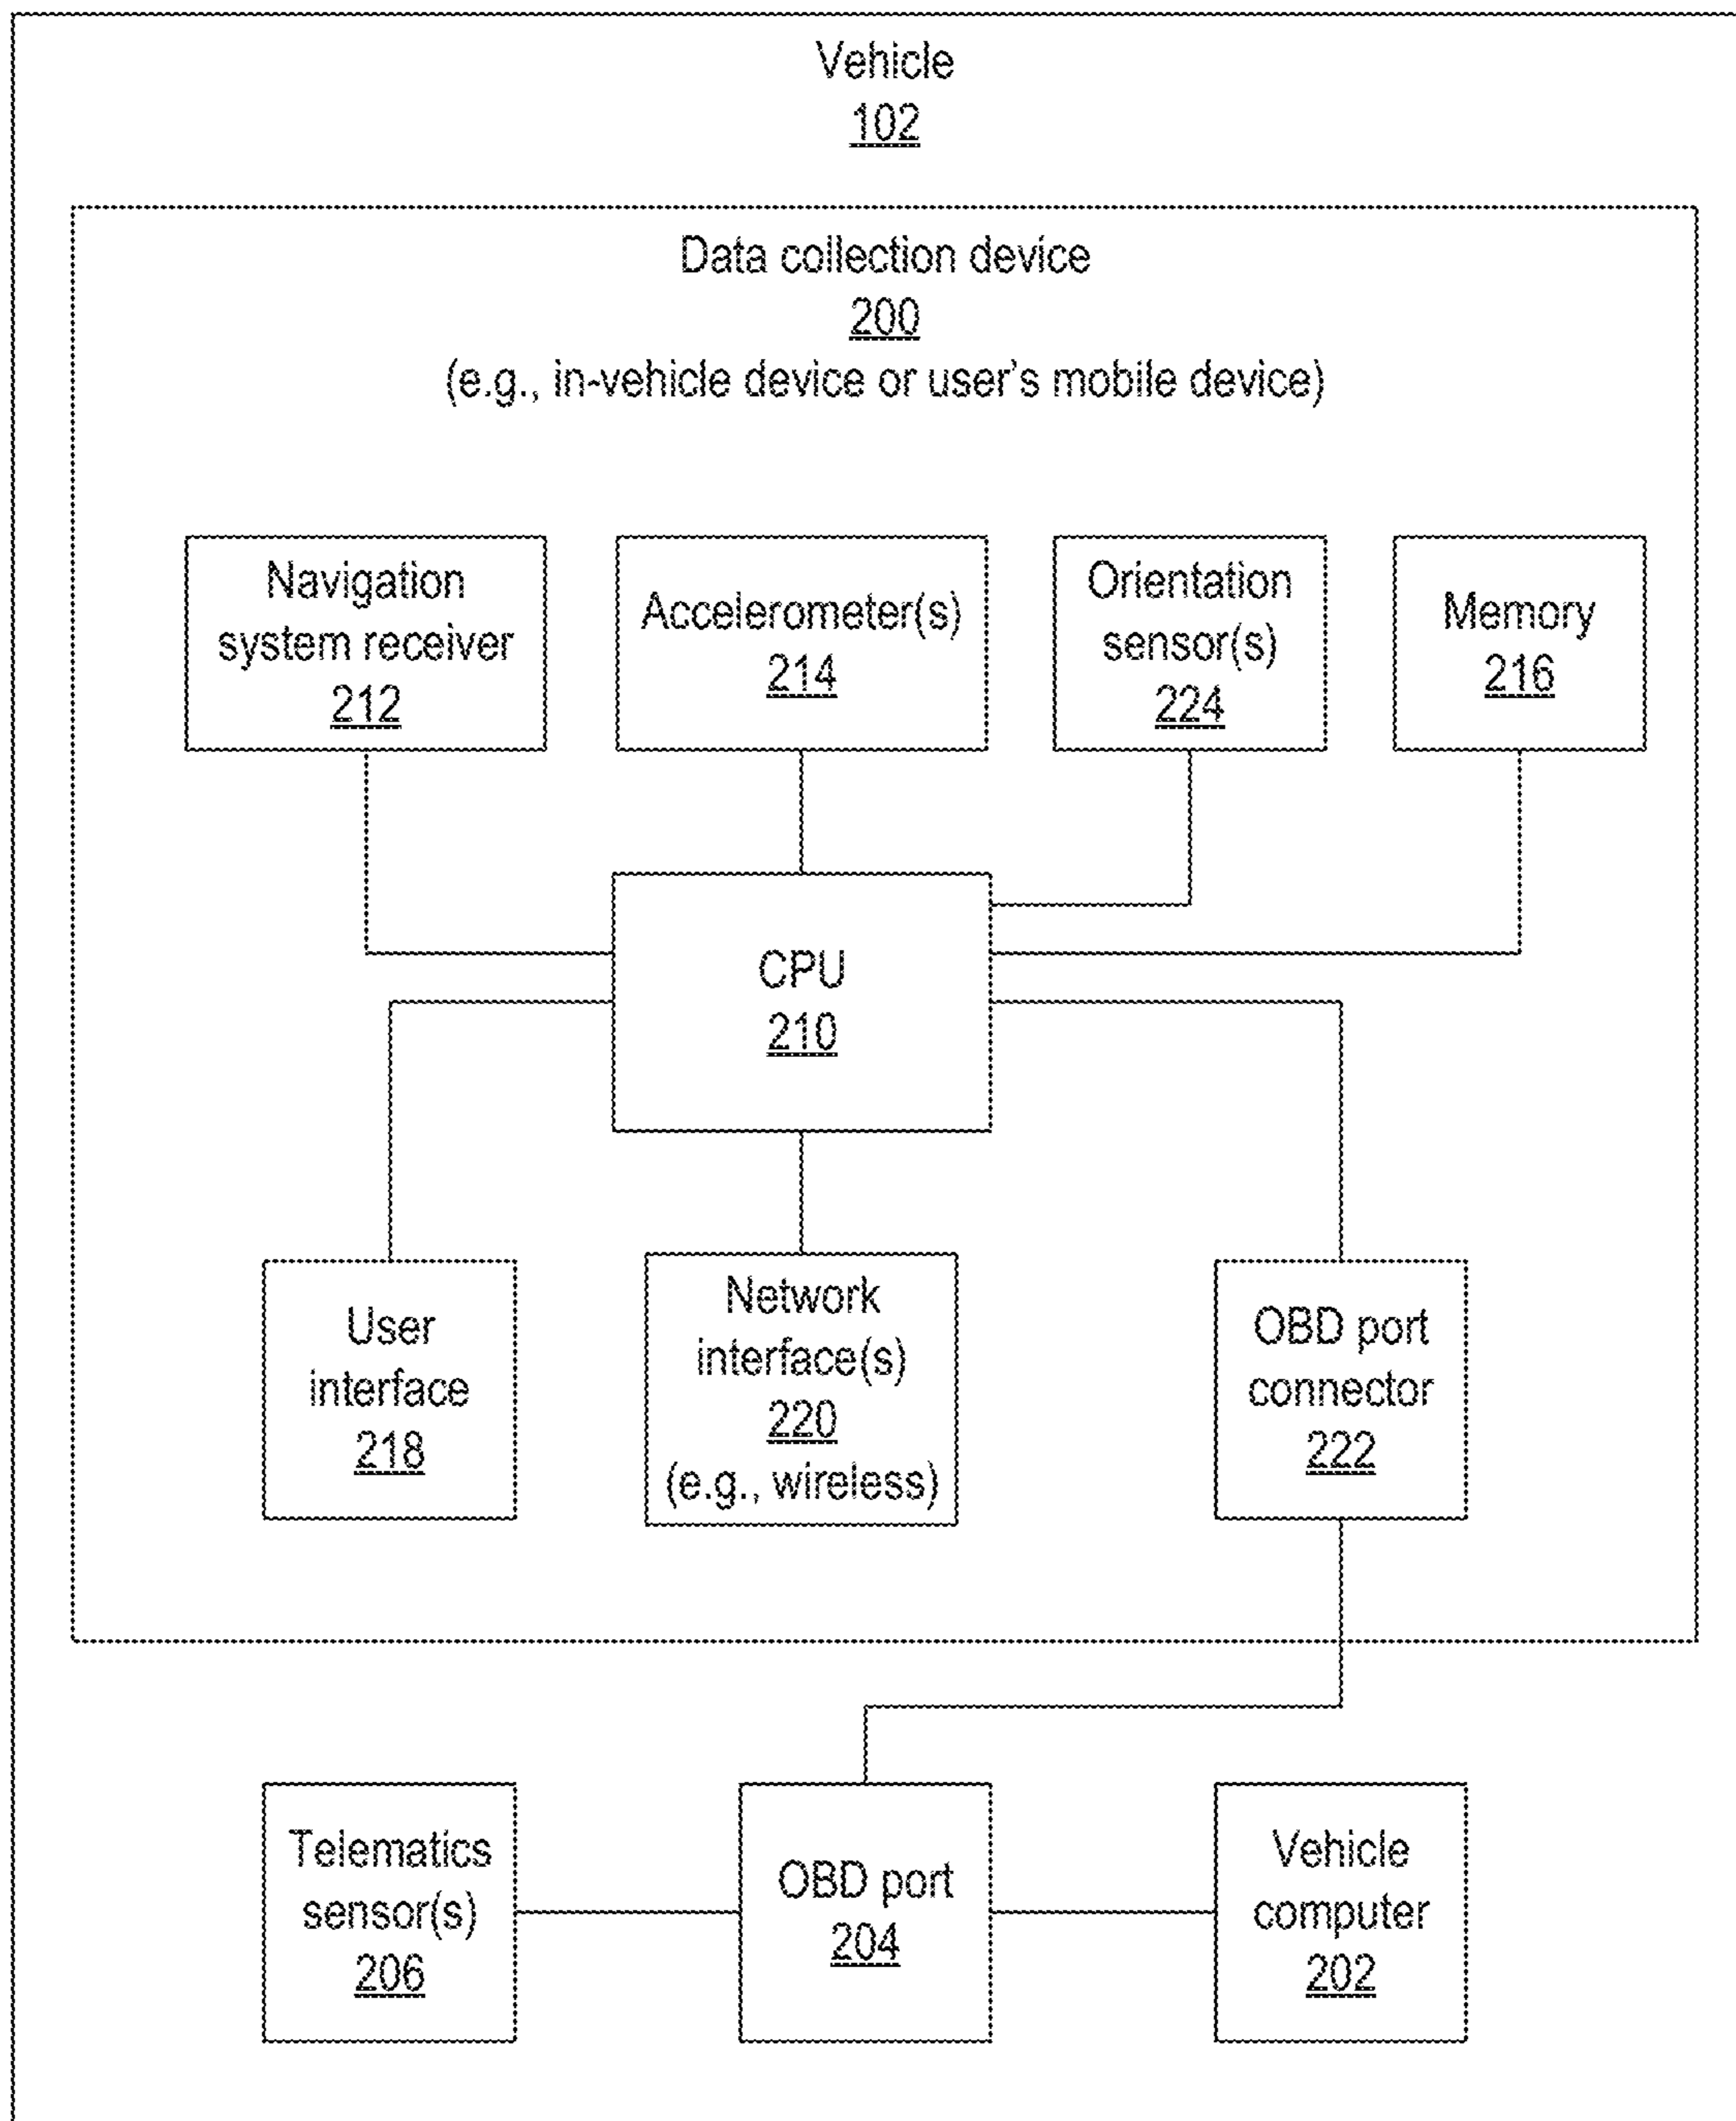 Vehicle
102
Data collection device
200
(e.g., in-vehicle device or user's mobile device)
Navigation
system receiver
212
Accelerometer(s)
214
Orientation
sensor(s)
224
Memory
216
CPU
210
User
interface
218
Network
interface(s)
220
(e.g., wireless)
OBD port
connector
222
Telematics
sensor(s)
206
OBD port
204
Vehicle
computer
202